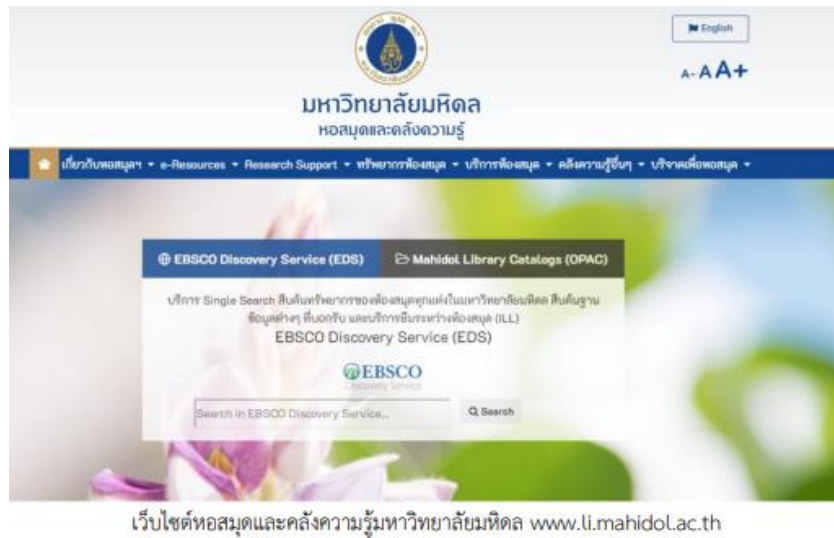 English
A- A A+
มหาวิทยาลัยมหิดล
หอสมุดและคลังความรู้
เกี่ยวกับหอสมุดฯ e-Resources Research Support ทรัพยากรห้องสมุด บริการห้องสมุด คลังความรู้อื่นๆ บริจาคเพื่อหอสมุด
EBSCO Discovery Service (EDS) Mahidol Library Catalogs (OPAC)
บริการ Single Search สืบค้นทรัพยากรของห้องสมุดทุกแห่งในมหาวิทยาลัยมหิดล สืบค้นฐาน
ข้อมูลต่างๆ ที่บอกรับ และบริการยืมระหว่างห้องสมุด (ILL)
EBSCO Discovery Service (EDS)
EBSCO
Discovery Service
Search in EBSCO Discovery Service... Search
เว็บไซต์หอสมุดและคลังความรู้มหาวิทยาลัยมหิดล www.li.mahidol.ac.th